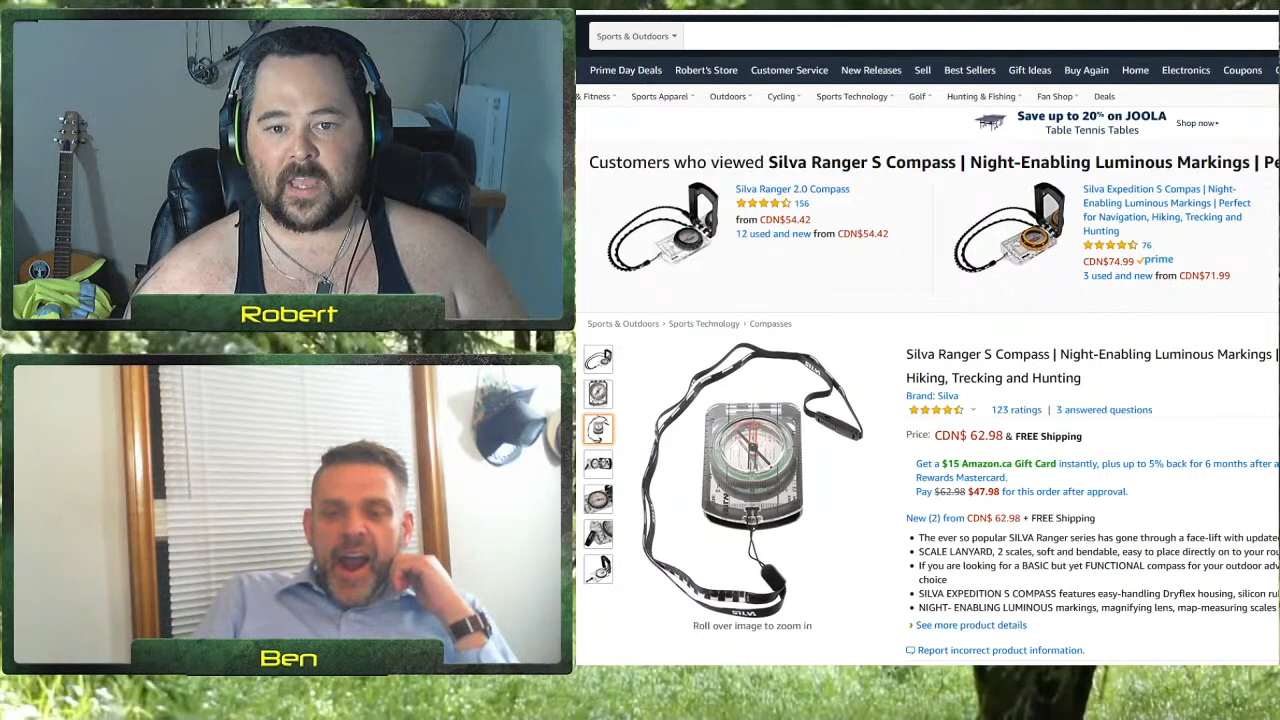 Robert
Ben
Sports & Outdoors
Prime Day Deals Robert's Store Customer Service New Releases Sell Best Sellers Gift Ideas Buy Again Home Electronics Coupons
& Fitness Sports Apparel Outdoors Cycling Sports Technology Golf Hunting & Fishing Fan Shop Deals
Save up to 20% on JOOLA
Table Tennis Tables
Shop now
Customers who viewed Silva Ranger S Compass | Night-Enabling Luminous Markings |
Silva Ranger 2.0 Compass
156
from CDN$54.42
12 used and new from CDN$54.42
Silva Expedition S Compas | Night-
Enabling Luminous Markings | Perfect
for Navigation, Hiking, Trecking and
Hunting
76
CDN$74.99 prime
3 used and new from CDN$71.99
Sports & Outdoors › Sports Technology › Compasses
Silva Ranger S Compass | Night-Enabling Luminous Markings |
Hiking, Trecking and Hunting
Brand: Silva
123 ratings | 3 answered questions
Price: CDN$ 62.98 & FREE Shipping
Get a $15 Amazon.ca Gift Card instantly, plus up to 5% back for 6 months after a
Rewards Mastercard.
Pay $62.98 $47.98 for this order after approval.
New (2) from CDN$ 62.98 + FREE Shipping
• The ever so popular SILVA Ranger series has gone through a face-lift with update
• SCALE LANYARD, 2 scales, soft and bendable, easy to place directly on to your
• If you are looking for a BASIC but yet FUNCTIONAL compass for your outdoor
choice
• SILVA EXPEDITION S COMPASS features easy-handling Dryflex housing, silicon
• NIGHT- ENABLING LUMINOUS markings, magnifying lens, map-measuring scales
› See more product details
Report incorrect product information.
SILVA
Roll over image to zoom in